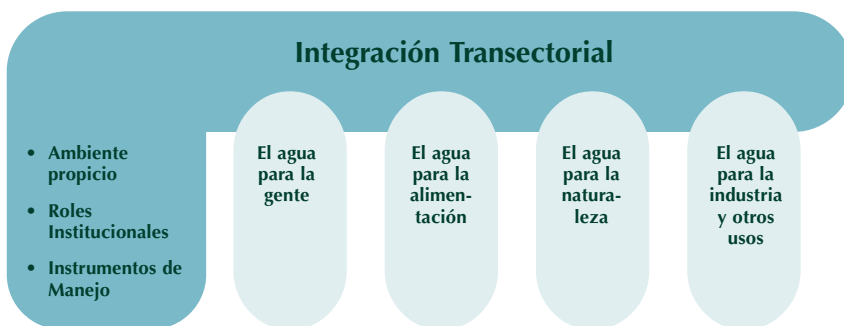 Integración Transectorial
• Ambiente
propicio
• Roles
Institucionales
• Instrumentos de
Manejo
El agua
para la
gente
El agua
para la
alimen-
tación
El agua
para la
natura-
leza
El agua
para la
industria
y otros
usos